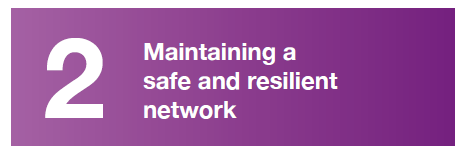 2
Maintaining a
safe and resilient
network